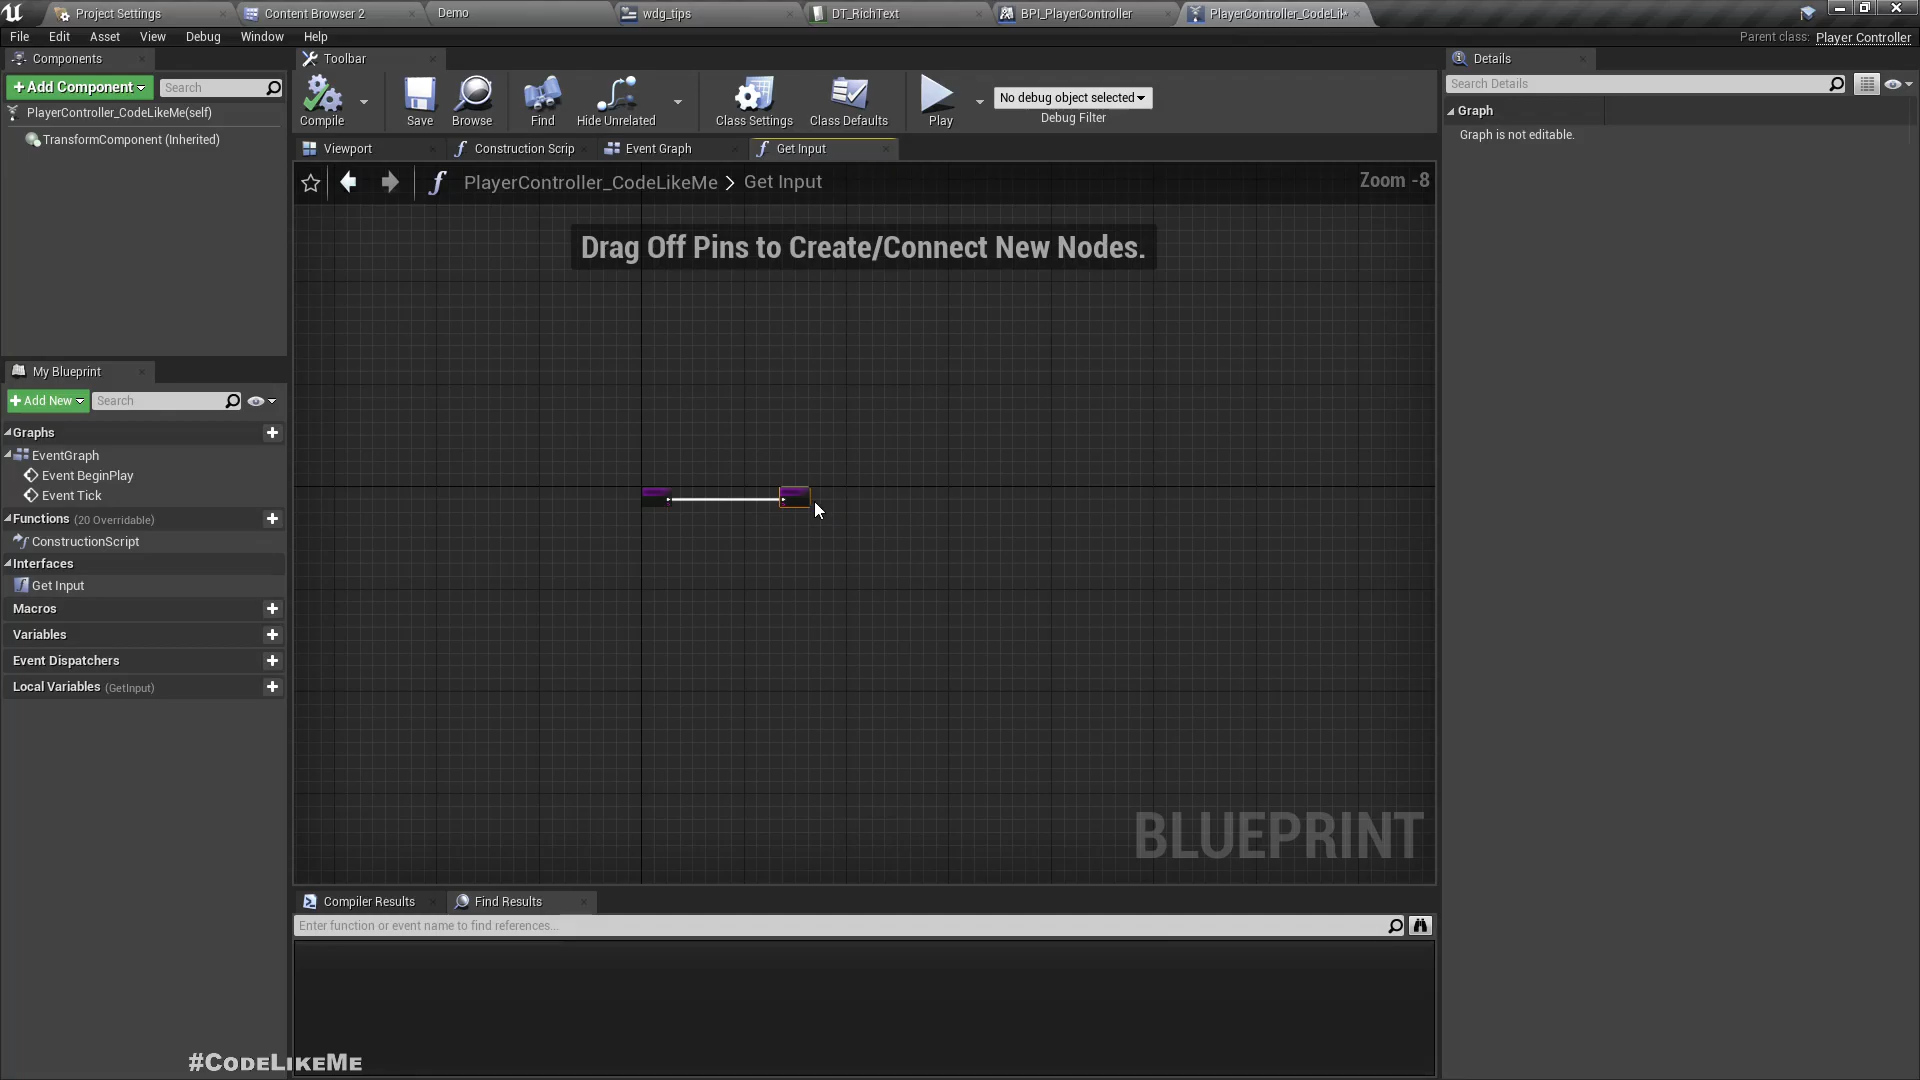 Project Settings
Content Browser 2
Demo
wdg_tips
DT_RichText
BPI_PlayerController
PlayerController_CodeLik
File Edit Asset View Debug Window Help
Parent class: Player Controller
Components
Toolbar
Details
+Add Component
Search
Search Details
PlayerController_CodeLikeMe(self)
TransformComponent (Inherited)
Compile
Save
Browse
Find
Hide Unrelated
Class Settings
Class Defaults
Play
No debug object selected
Debug Filter
Graph
Graph is not editable.
Viewport
Construction Scrip
Event Graph
Get Input
PlayerController_CodeLikeMe > Get Input
Zoom -8
Drag Off Pins to Create/Connect New Nodes.
My Blueprint
+Add New
Search
Graphs
EventGraph
Event BeginPlay
Event Tick
Functions (20 Overridable)
ConstructionScript
Interfaces
Get Input
Macros
Variables
Event Dispatchers
Local Variables (GetInput)
BLUEPRINT
Compiler Results
Find Results
Enter function or event name to find references...
#CodeLikeMe